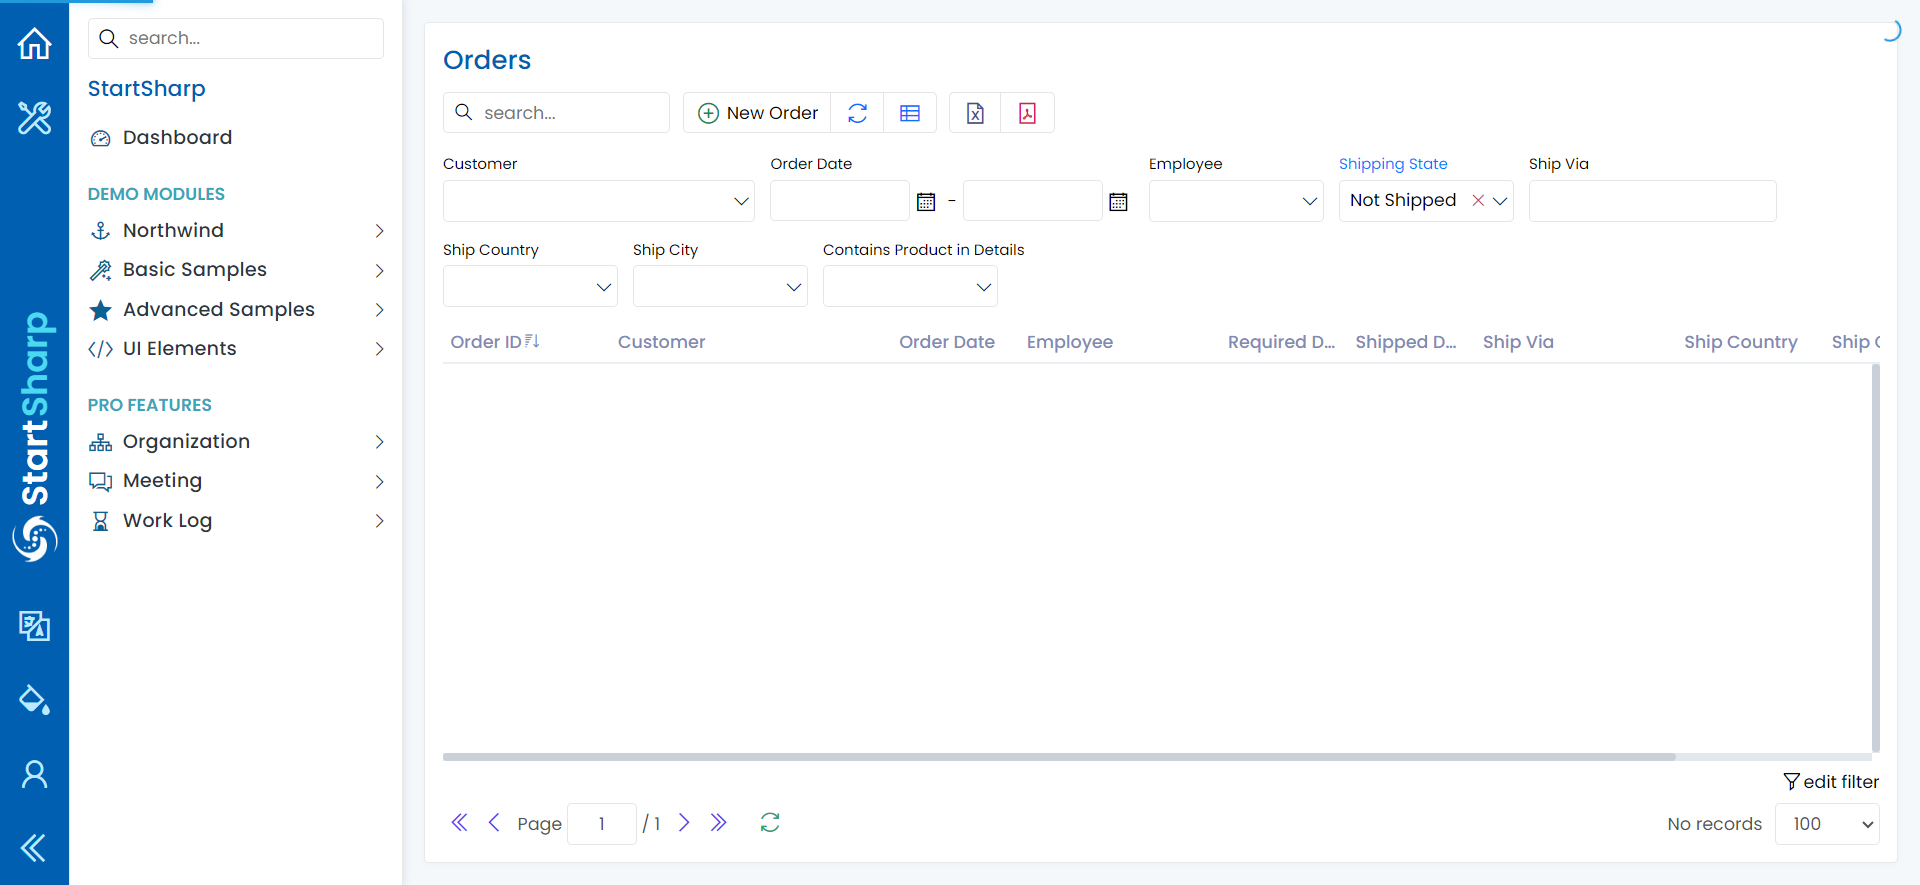 search...
StartSharp
Dashboard
DEMO MODULES
Northwind
Basic Samples
Advanced Samples
UI Elements
PRO FEATURES
Organization
Meeting
Work Log
StartSharp
Orders
search...
New Order
Customer
Order Date
Employee
Shipping State
Ship Via
-
Not Shipped
Ship Country
Ship City
Contains Product in Details
Order ID Customer Order Date Employee Required D... Shipped D... Ship Via Ship Country Ship
edit filter
Page 1 / 1
No records 100